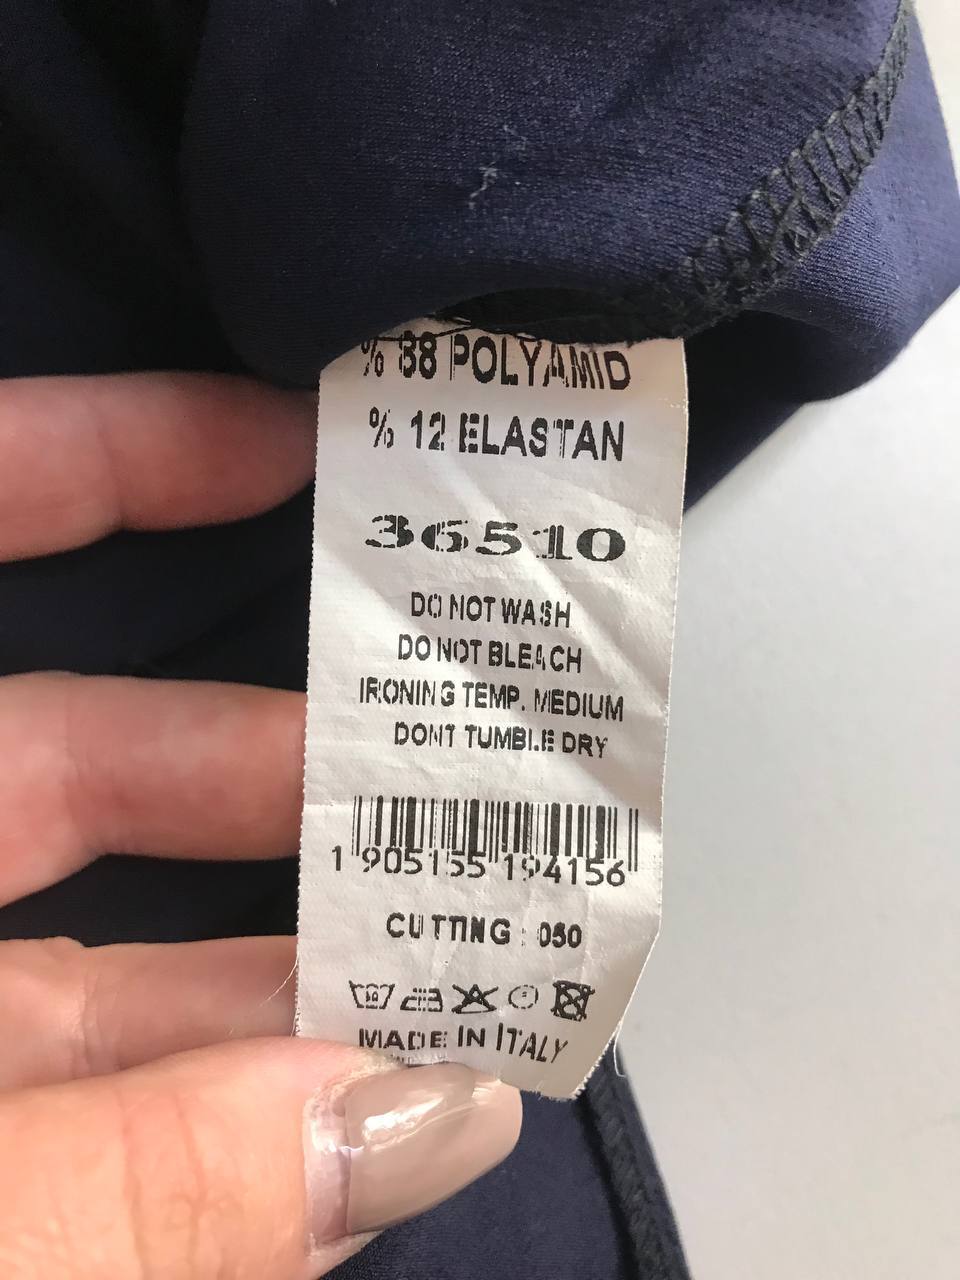 % 88 POLYAMID
% 12 ELASTAN
36510
DO NOT WASH
DO NOT BLEACH
IRONING TEMP. MEDIUM
DONT TUMBLE DRY
1 905155 194156
CUTTING : 050
MADE IN ITALY